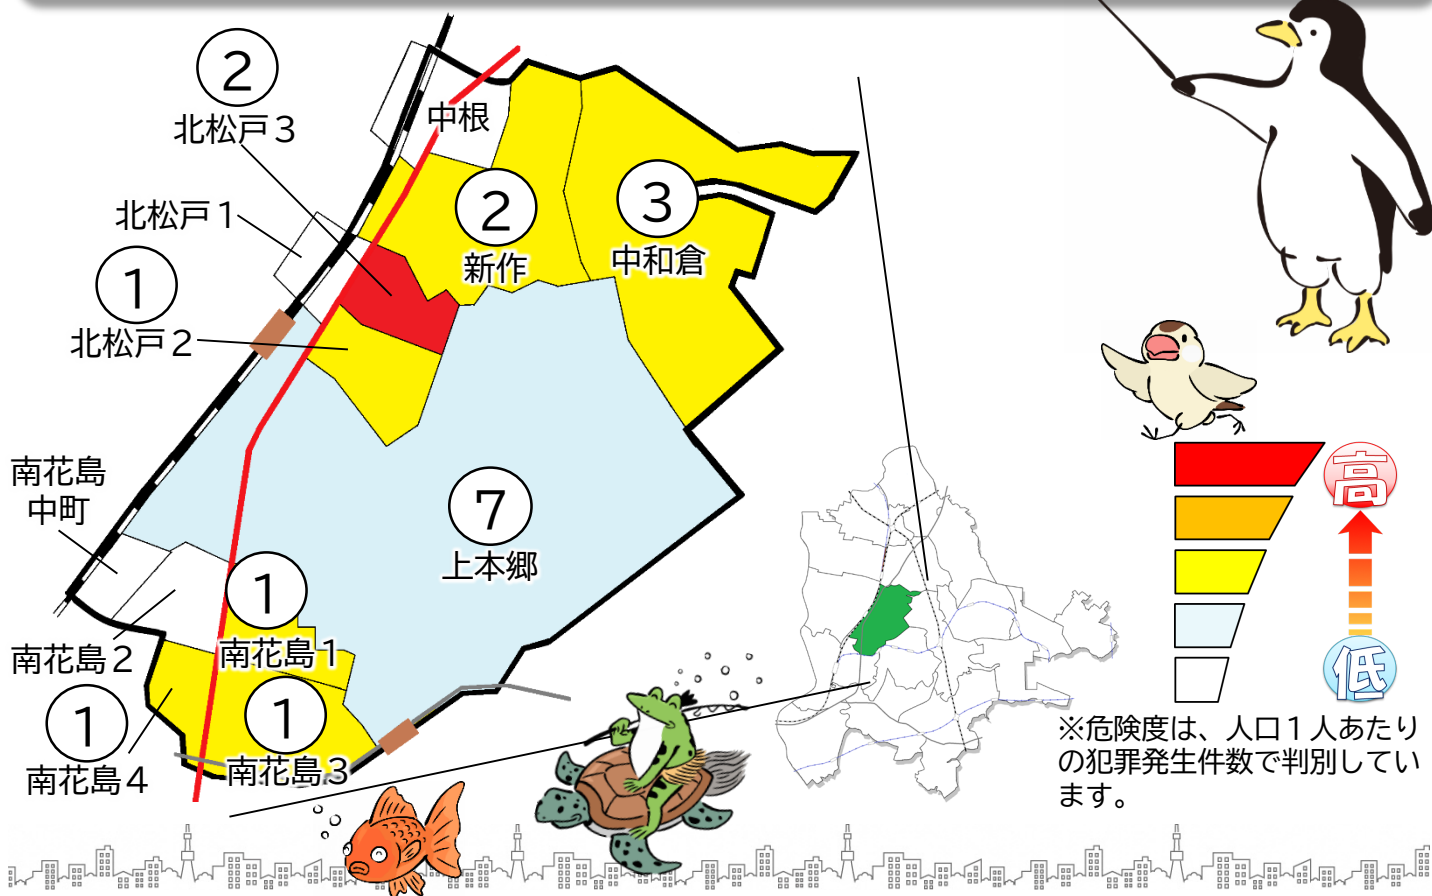 ②
北松戸３
中根
北松戸１
②
新作
③
中和倉
①
北松戸２
南花島
中町
⑦
上本郷
①
南花島１
南花島２
①
南花島４
①
南花島３
高
低
※危険度は、人口１人あたり
の犯罪発生件数で判別してい
ます。